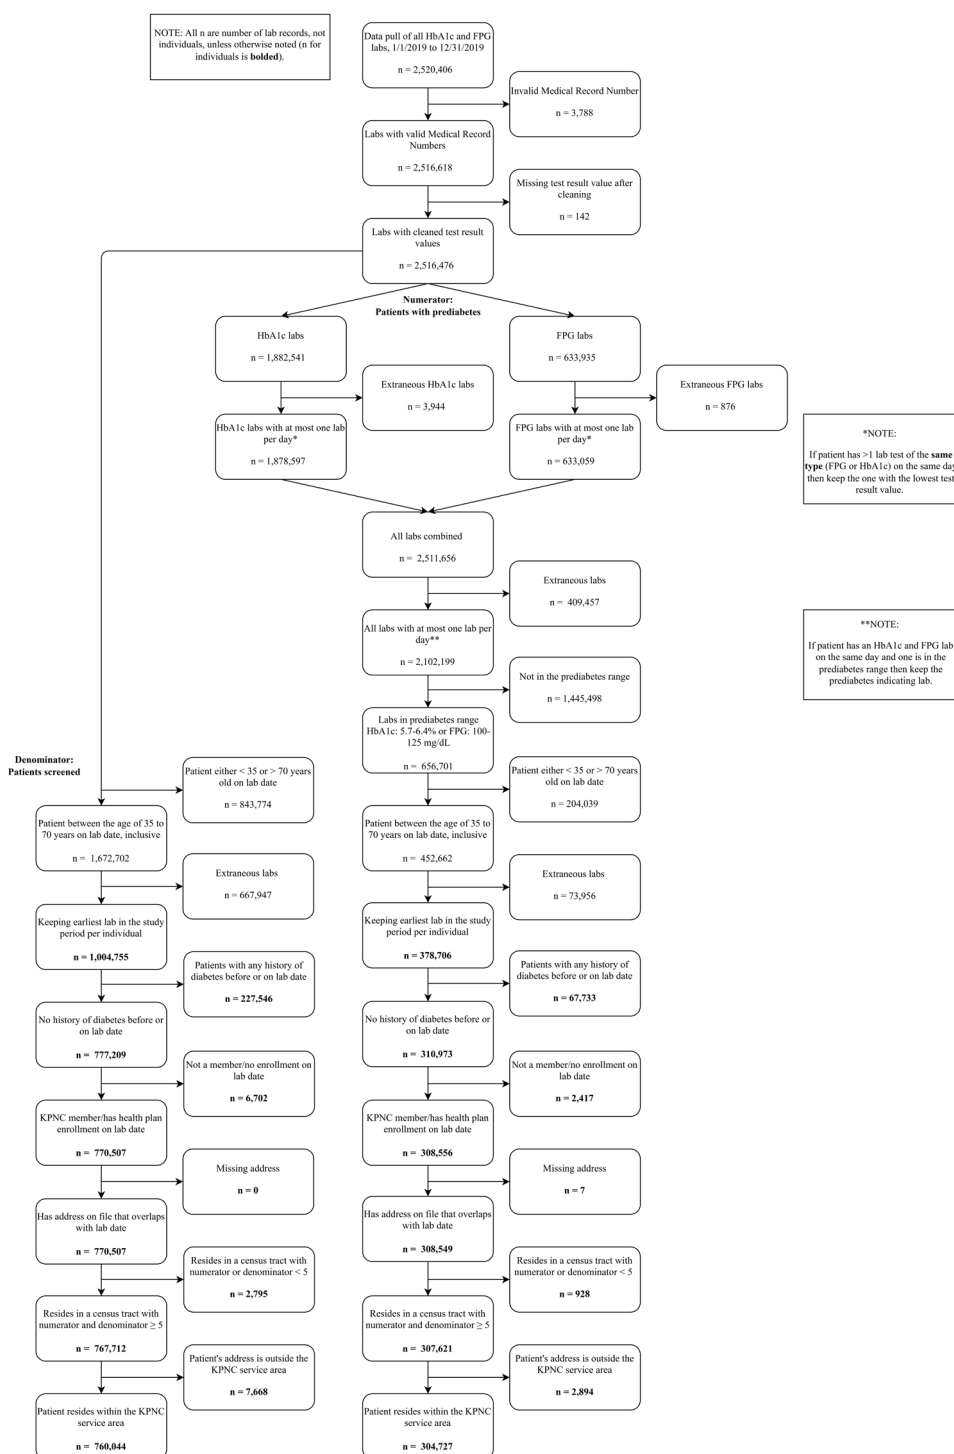 NOTE: All n are number of lab records, not
individuals, unless otherwise noted (n for
individuals is bolded).
Data pull of all HbA1c and FPG
labs, 1/1/2019 to 12/31/2019
n = 2,520,406
Invalid Medical Record Number
n = 3,788
Labs with valid Medical Record
Numbers
n = 2,516,618
Missing test result value after
cleaning
n = 142
Labs with cleaned test result
values
n = 2,516,476
Numerator:
Patients with prediabetes
HbA1c labs
n = 1,882,541
FPG labs
n = 633,935
Extraneous HbA1c labs
n = 3,944
Extraneous FPG labs
n = 876
HbA1c labs with at most one lab
per day*
n = 1,878,597
FPG labs with at most one lab
per day*
n = 633,059
*NOTE:
If patient has >1 lab test of the same
type (FPG or HbA1c) on the same day
then keep the one with the lowest test
result value.
All labs combined
n = 2,511,656
Extraneous labs
n = 409,457
All labs with at most one lab per
day**
n = 2,102,199
**NOTE:
If patient has an HbA1c and FPG lab
on the same day and one is in the
prediabetes range then keep the
prediabetes indicating lab.
Not in the prediabetes range
n = 1,445,498
Labs in prediabetes range
HbA1c: 5.7-6.4% or FPG: 100-
125 mg/dL
n = 656,701
Denominator:
Patients screened
Patient either < 35 or > 70 years
old on lab date
n = 843,774
Patient between the age of 35 to
70 years on lab date, inclusive
n = 1,672,702
Extraneous labs
n = 667,947
Keeping earliest lab in the study
period per individual
n = 1,004,755
Patients with any history of
diabetes before or on lab date
n = 227,546
No history of diabetes before or
on lab date
n = 777,209
Not a member/no enrollment on
lab date
n = 6,702
KPNC member/has health plan
enrollment on lab date
n = 770,507
Missing address
n = 0
Has address on file that overlaps
with lab date
n = 770,507
Resides in a census tract with
numerator or denominator < 5
n = 2,795
Resides in a census tract with
numerator and denominator ≥ 5
n = 767,712
Patient's address is outside the
KPNC service area
n = 7,668
Patient resides within the KPNC
service area
n = 760,044
Patient either < 35 or > 70 years
old on lab date
n = 204,039
Patient between the age of 35 to
70 years on lab date, inclusive
n = 452,662
Extraneous labs
n = 73,956
Keeping earliest lab in the study
period per individual
n = 378,706
Patients with any history of
diabetes before or on lab date
n = 67,733
No history of diabetes before or
on lab date
n = 310,973
Not a member/no enrollment on
lab date
n = 2,417
KPNC member/has health plan
enrollment on lab date
n = 308,556
Missing address
n = 7
Has address on file that overlaps
with lab date
n = 308,549
Resides in a census tract with
numerator or denominator < 5
n = 928
Resides in a census tract with
numerator and denominator ≥ 5
n = 307,621
Patient's address is outside the
KPNC service area
n = 2,894
Patient resides within the KPNC
service area
n = 304,727